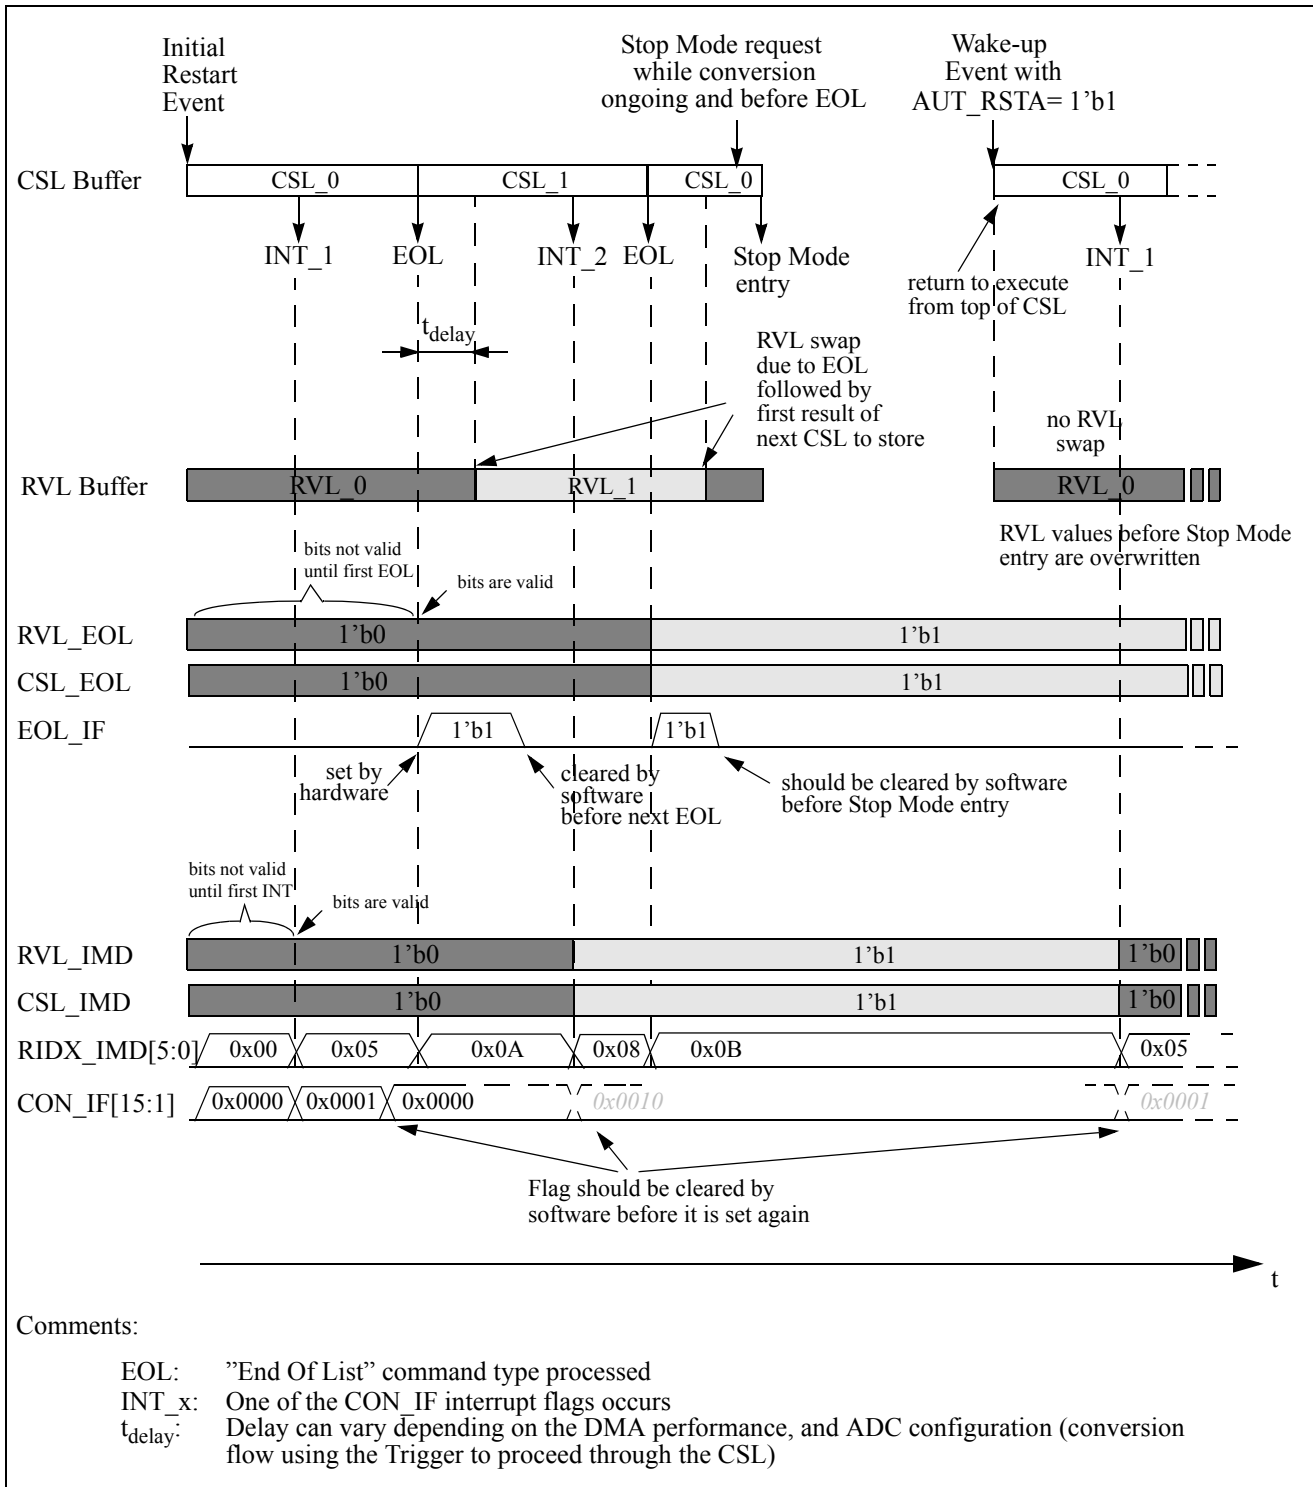 Initial
Restart
Event
Stop Mode request
while conversion
ongoing and before EOL
Wake-up
Event with
AUT_RSTA= 1’b1
CSL Buffer
CSL_0
CSL_1
CSL_0
CSL_0
INT_1
EOL
INT_2
EOL
Stop Mode
entry
INT_1
return to execute
from top of CSL
tdelay
RVL swap
due to EOL
followed by
first result of
next CSL to store
no RVL
swap
RVL Buffer
RVL_0
RVL_1
RVL_0
RVL values before Stop Mode
entry are overwritten
bits not valid
until first EOL
bits are valid
RVL_EOL
1’b0
1’b1
CSL_EOL
1’b0
1’b1
EOL_IF
1’b1
1’b1
set by
hardware
cleared by
software
before next EOL
should be cleared by software
before Stop Mode entry
bits not valid
until first INT
bits are valid
RVL_IMD
1’b0
1’b1
1’b0
CSL_IMD
1’b0
1’b1
1’b0
RIDX_IMD[5:0]
0x00
0x05
0x0A
0x08
0x0B
0x05
CON_IF[15:1]
0x0000
0x0001
0x0000
0x0010
0x0001
Flag should be cleared by
software before it is set again
t
Comments:
EOL: ”End Of List” command type processed
INT_x: One of the CON_IF interrupt flags occurs
tdelay: Delay can vary depending on the DMA performance, and ADC configuration (conversion
flow using the Trigger to proceed through the CSL)